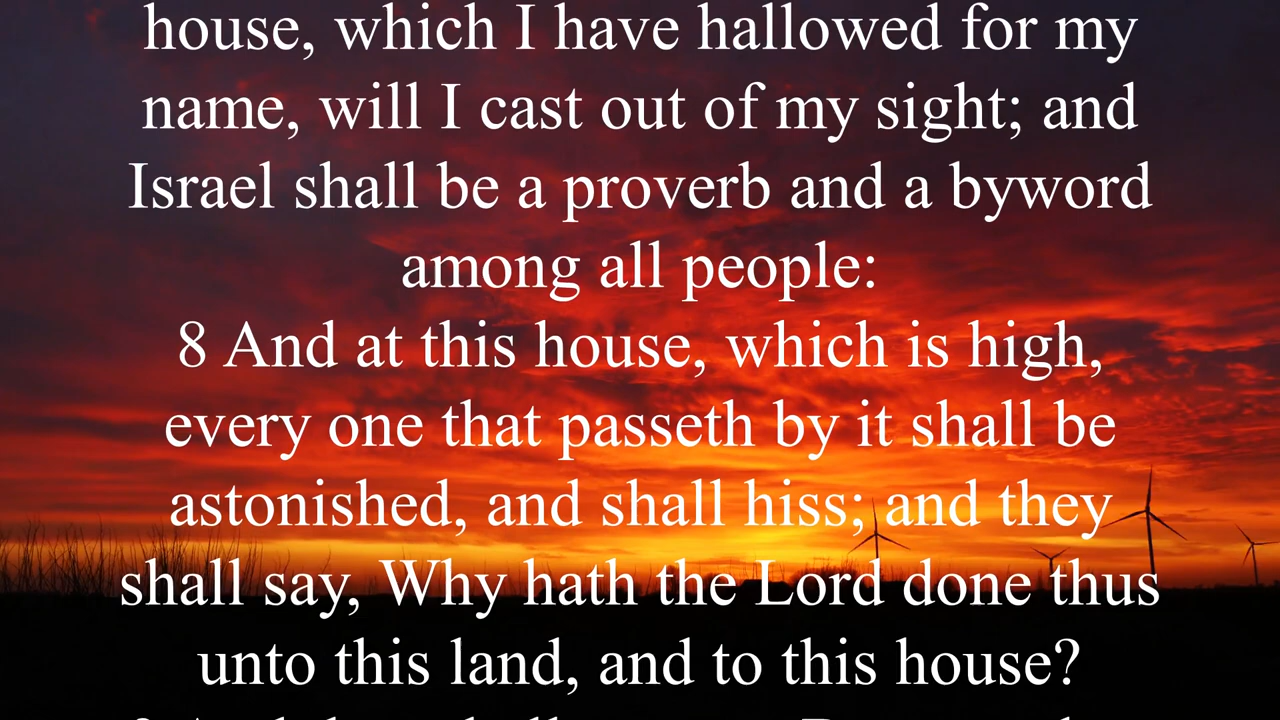 house, which I have hallowed for my
name, will I cast out of my sight; and
Israel shall be a proverb and a byword
among all people:
8 And at this house, which is high,
every one that passeth by it shall be
astonished, and shall hiss; and they
shall say, Why hath the Lord done thus
unto this land, and to this house?